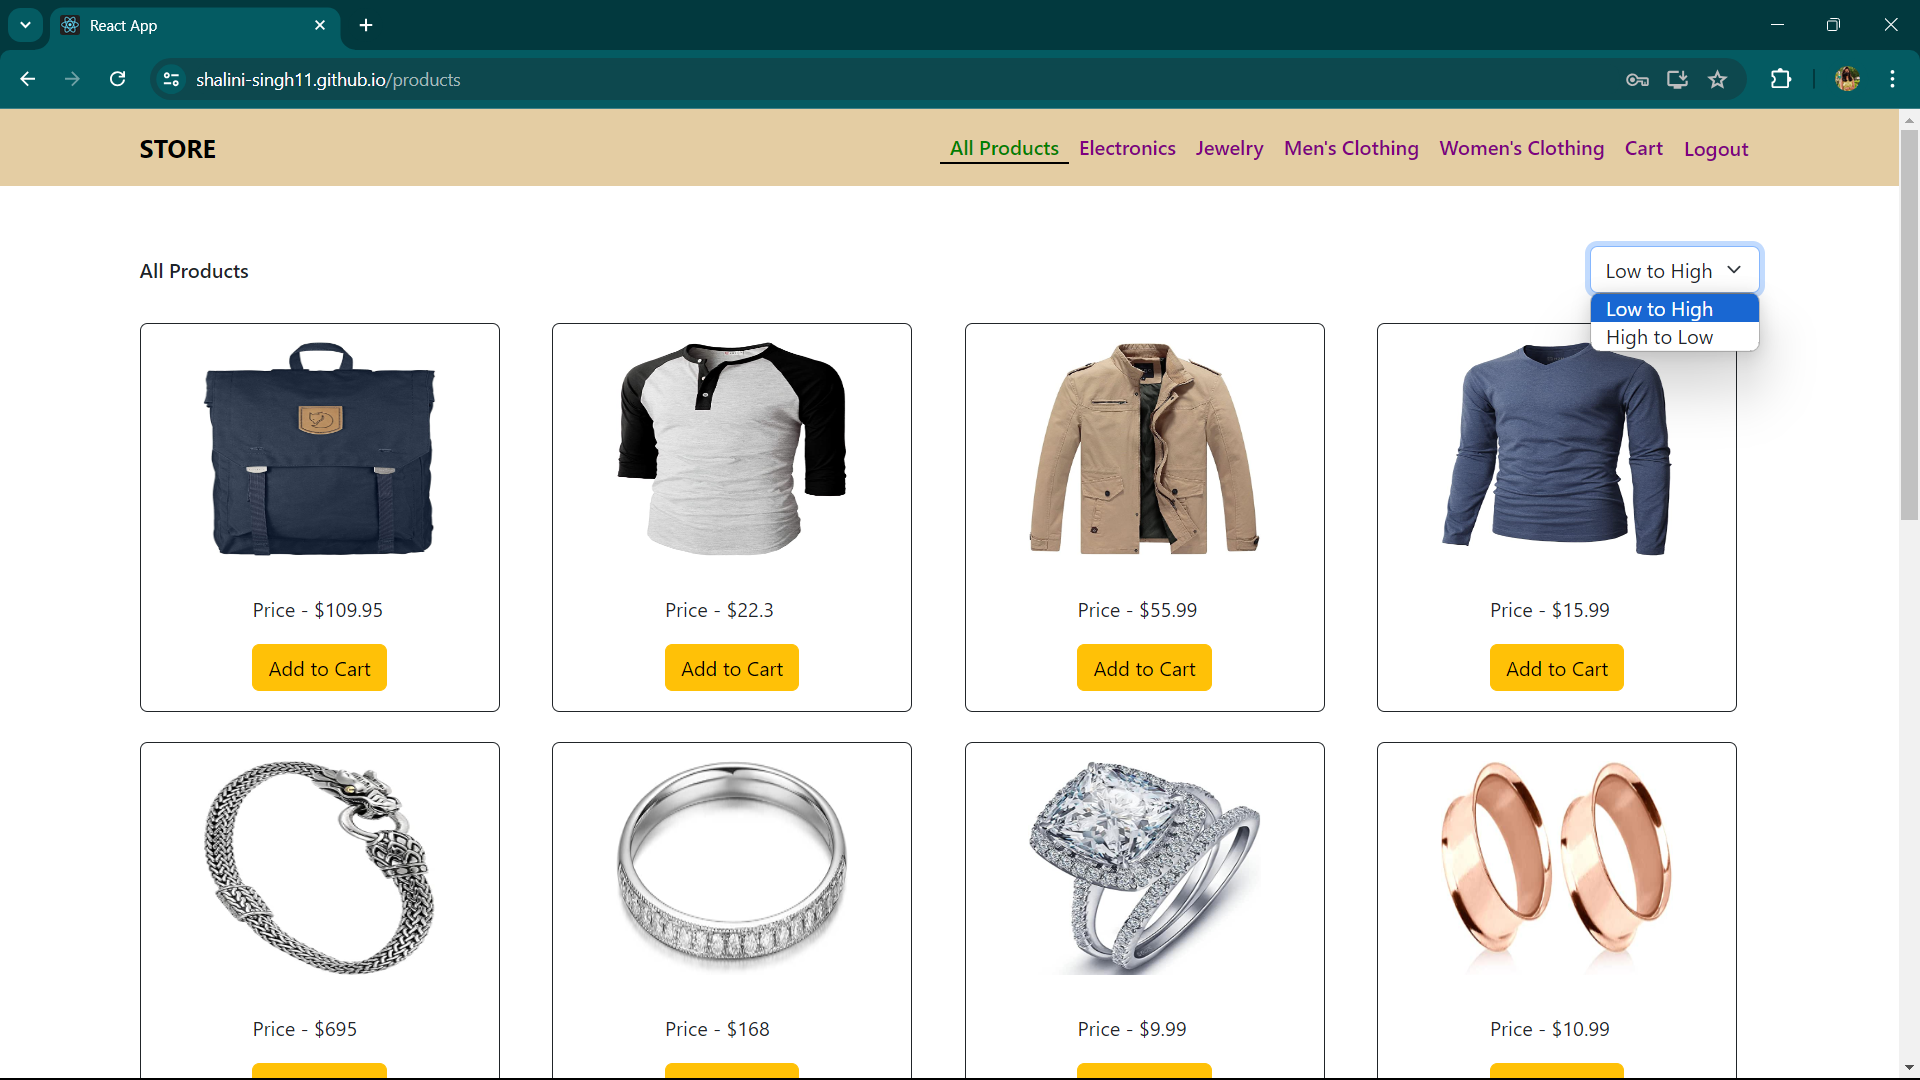 React App
shalini-singh11.github.io/products
STORE
All Products Electronics Jewelry Men's Clothing Women's Clothing Cart Logout
All Products
Low to High
Low to High
High to Low
Price - $109.95 Price - $22.3 Price - $55.99 Price - $15.99
Add to Cart Add to Cart Add to Cart Add to Cart
Price - $695 Price - $168 Price - $9.99 Price - $10.99